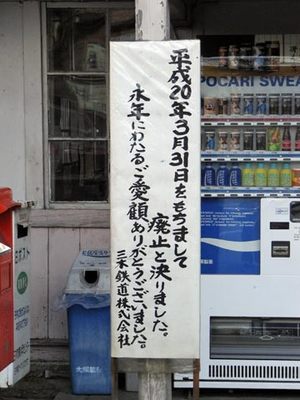 平成20年3月31日をもちまして
廃止と決りました。
永年にわたるご愛顧ありがとうございました。
三木鉄道株式会社
POCARI SWEAT